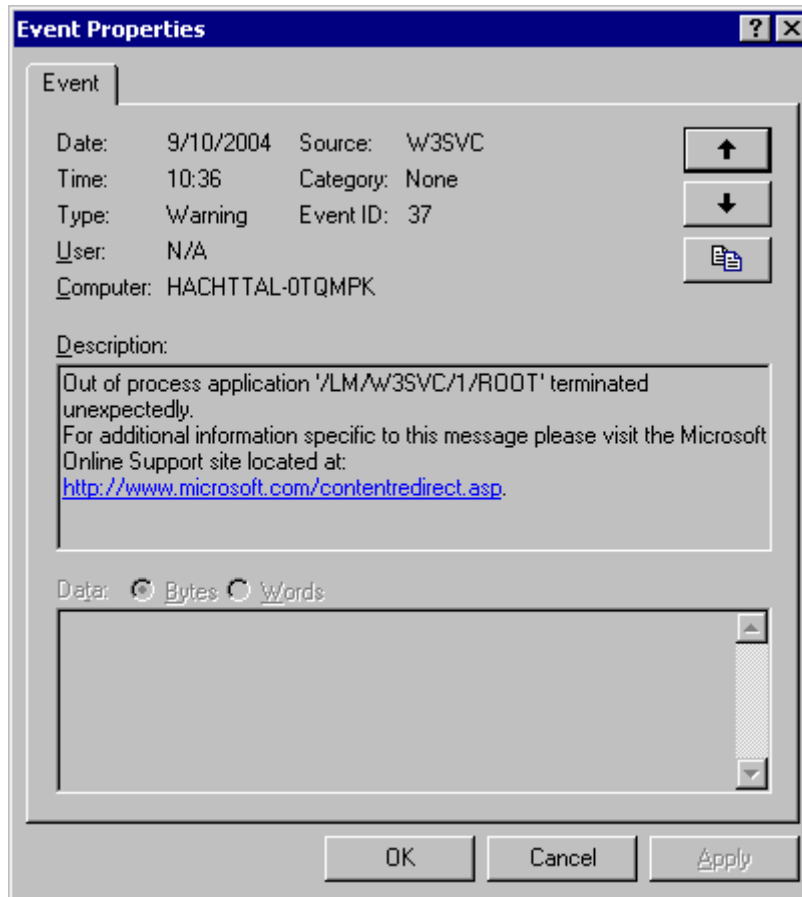 Event Properties
Event
Date: 9/10/2004 Source: W3SVC
Time: 10:36 Category: None
Type: Warning Event ID: 37
User: N/A
Computer: HACHTTAL-0TQMPK
Description:
Out of process application '/LM/W3SVC/1/ROOT' terminated
unexpectedly.
For additional information specific to this message please visit the Microsoft
Online Support site located at:
http://www.microsoft.com/contentredirect.asp.
Data: Bytes Words
OK Cancel Apply